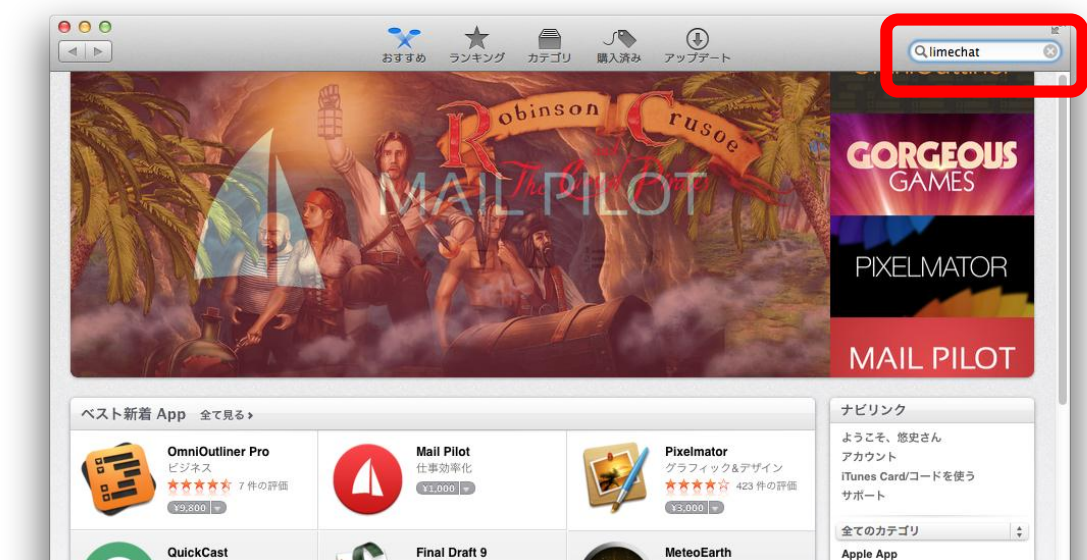 おすすめ ランキング カテゴリ 購入済み アップデート
limechat
Robinson Crusoe
and
The Cursed Pirates
MAIL PILOT
GORGEOUS
GAMES
PIXELMATOR
MAIL PILOT
ベスト新着 App 全て見る›
OmniOutliner Pro
ビジネス
7 件の評価
¥9,800
Mail Pilot
仕事効率化
¥1,000
Pixelmator
グラフィック&デザイン
423 件の評価
¥3,000
QuickCast
Final Draft 9
MeteoEarth
ナビリンク
ようこそ、悠史さん
アカウント
iTunes Card/コードを使う
サポート
全てのカテゴリ
Apple App